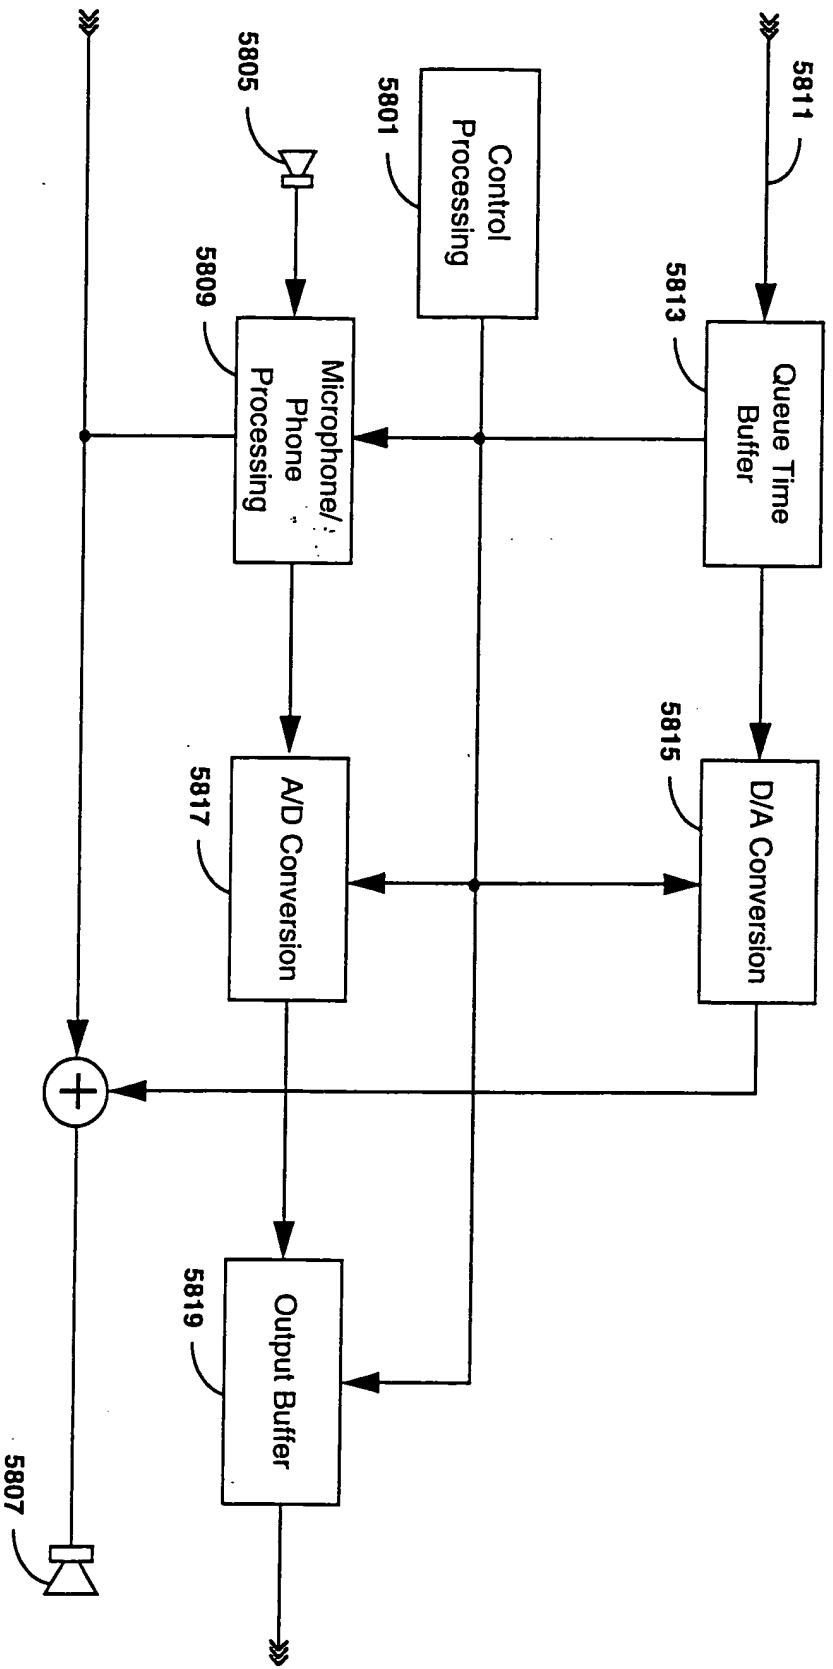 5811
5813
Queue Time
Buffer
5815
D/A Conversion
5801
Control
Processing
5805
5809
Microphone/
Phone
Processing
5817
A/D Conversion
5819
Output Buffer
+
5807